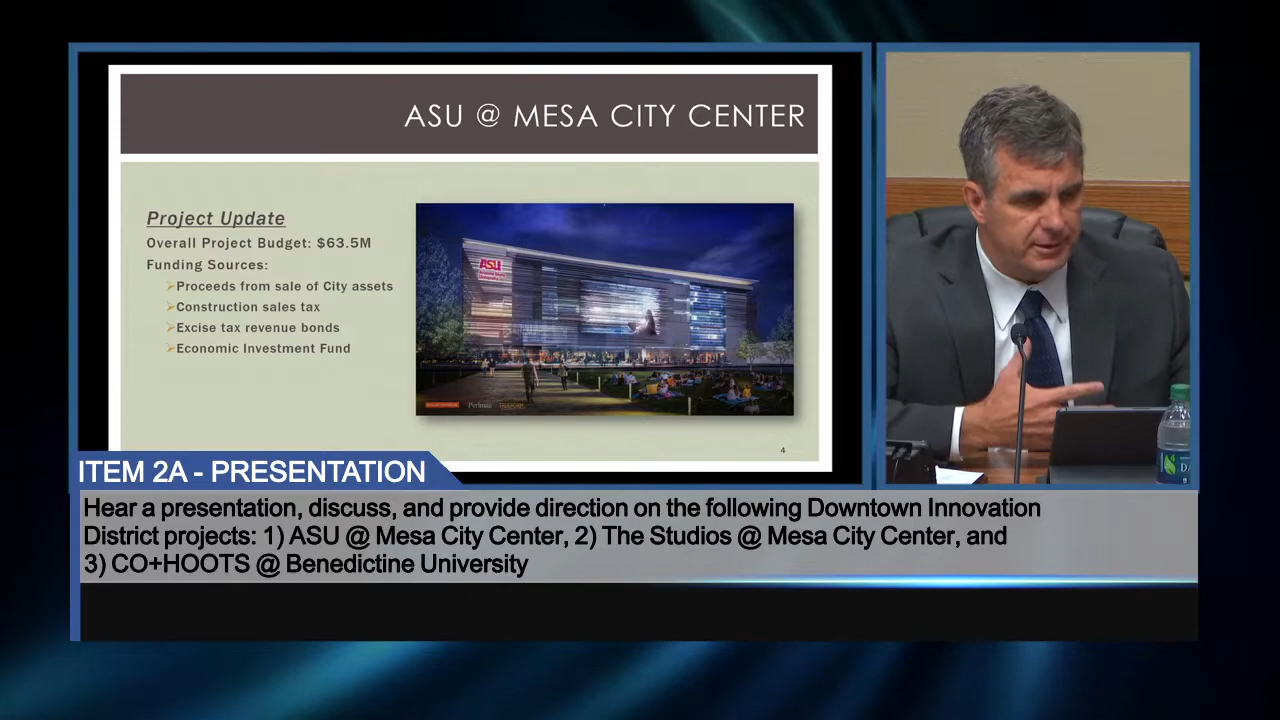 ASU @ MESA CITY CENTER
Project Update
Overall Project Budget: $63.5M
Funding Sources:
Proceeds from sale of City assets
Construction sales tax
Excise tax revenue bonds
Economic Investment Fund
ASU
4
ITEM 2A - PRESENTATION
Hear a presentation, discuss, and provide direction on the following Downtown Innovation
District projects: 1) ASU @ Mesa City Center, 2) The Studios @ Mesa City Center, and
3) CO+HOOTS @ Benedictine University